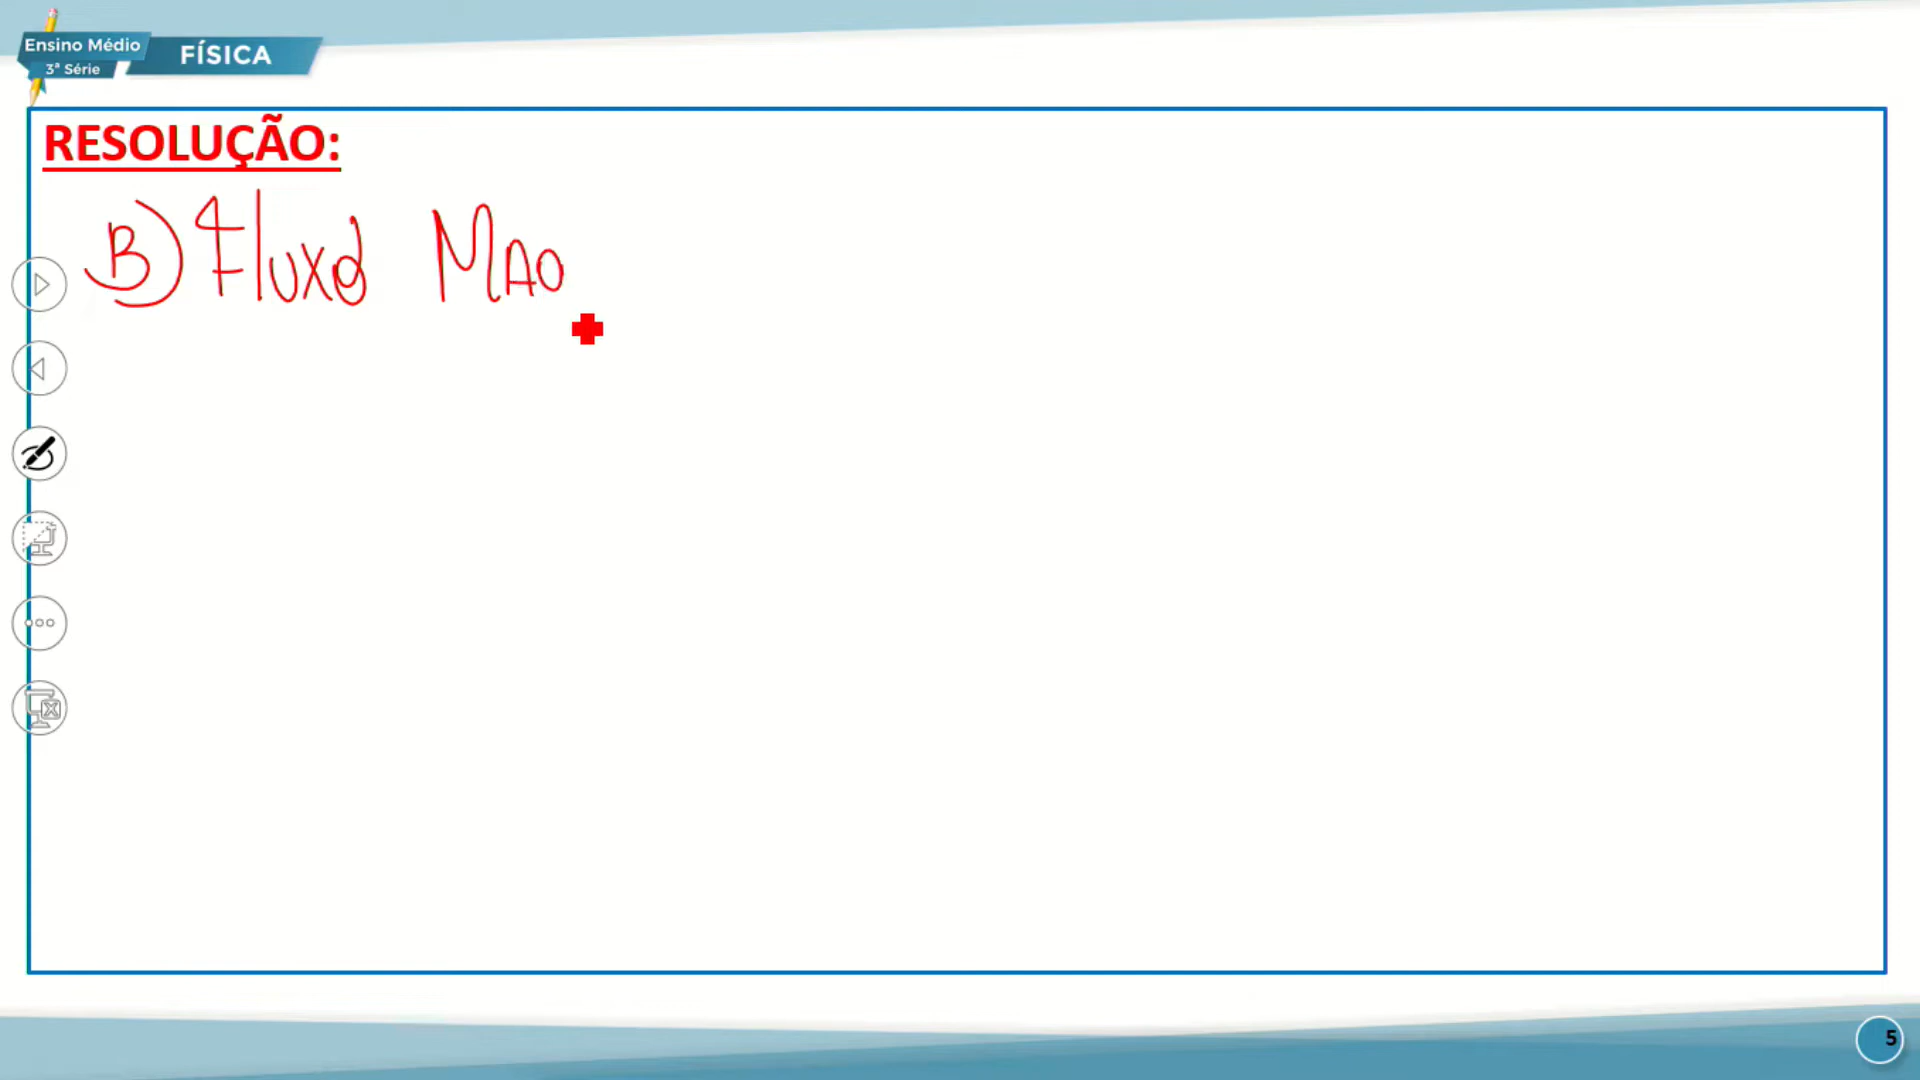 Ensino Médio
3ª Série
FÍSICA
RESOLUÇÃO:
B) Fluxo MAO
5